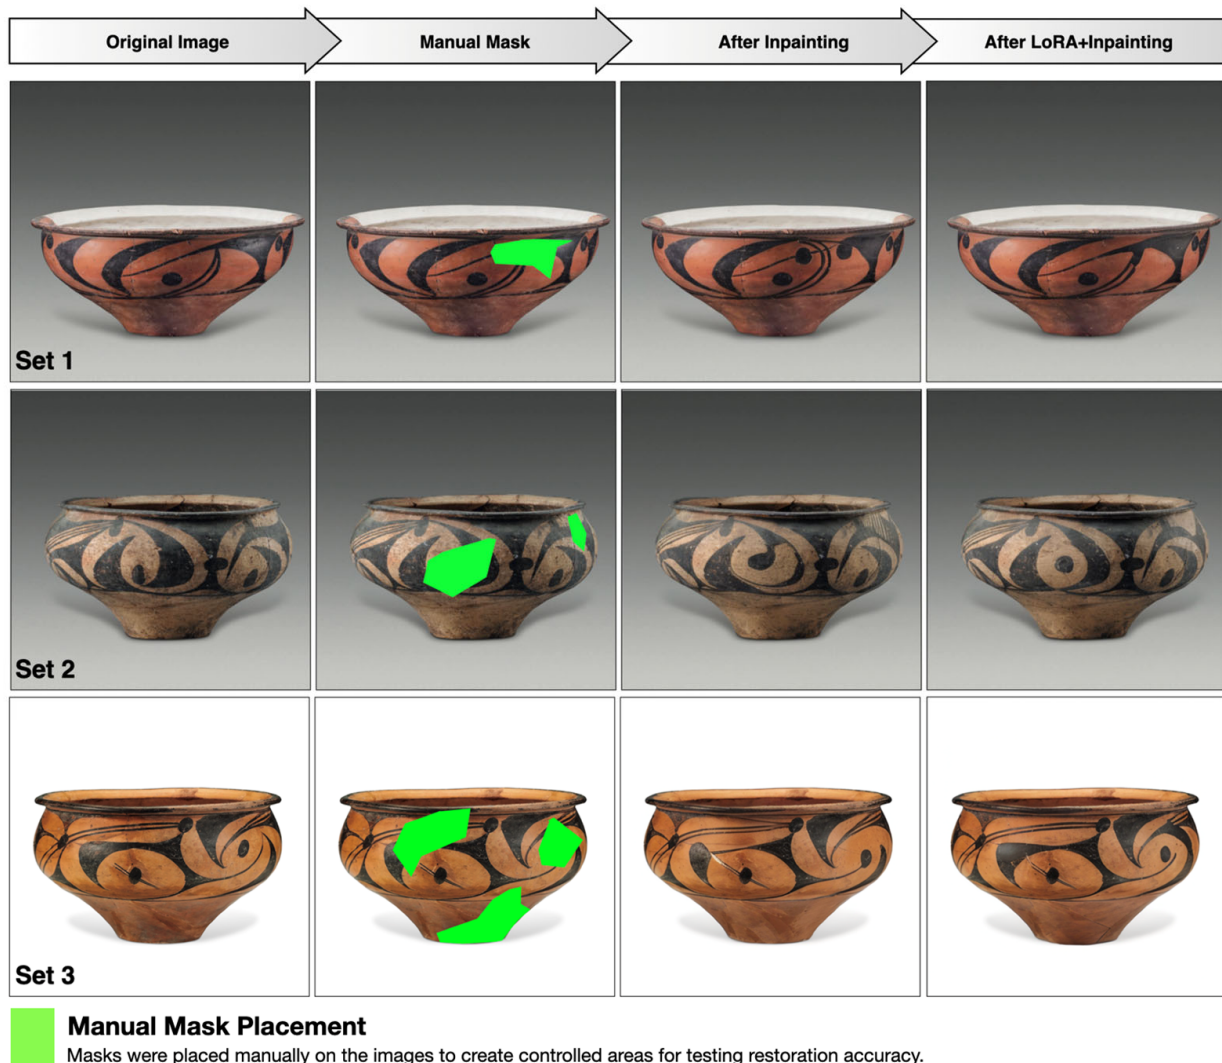 Original Image
Manual Mask
After Inpainting
After LoRA+Inpainting
Set 1
Set 2
Set 3
Manual Mask Placement
Masks were placed manually on the images to create controlled areas for testing restoration accuracy.